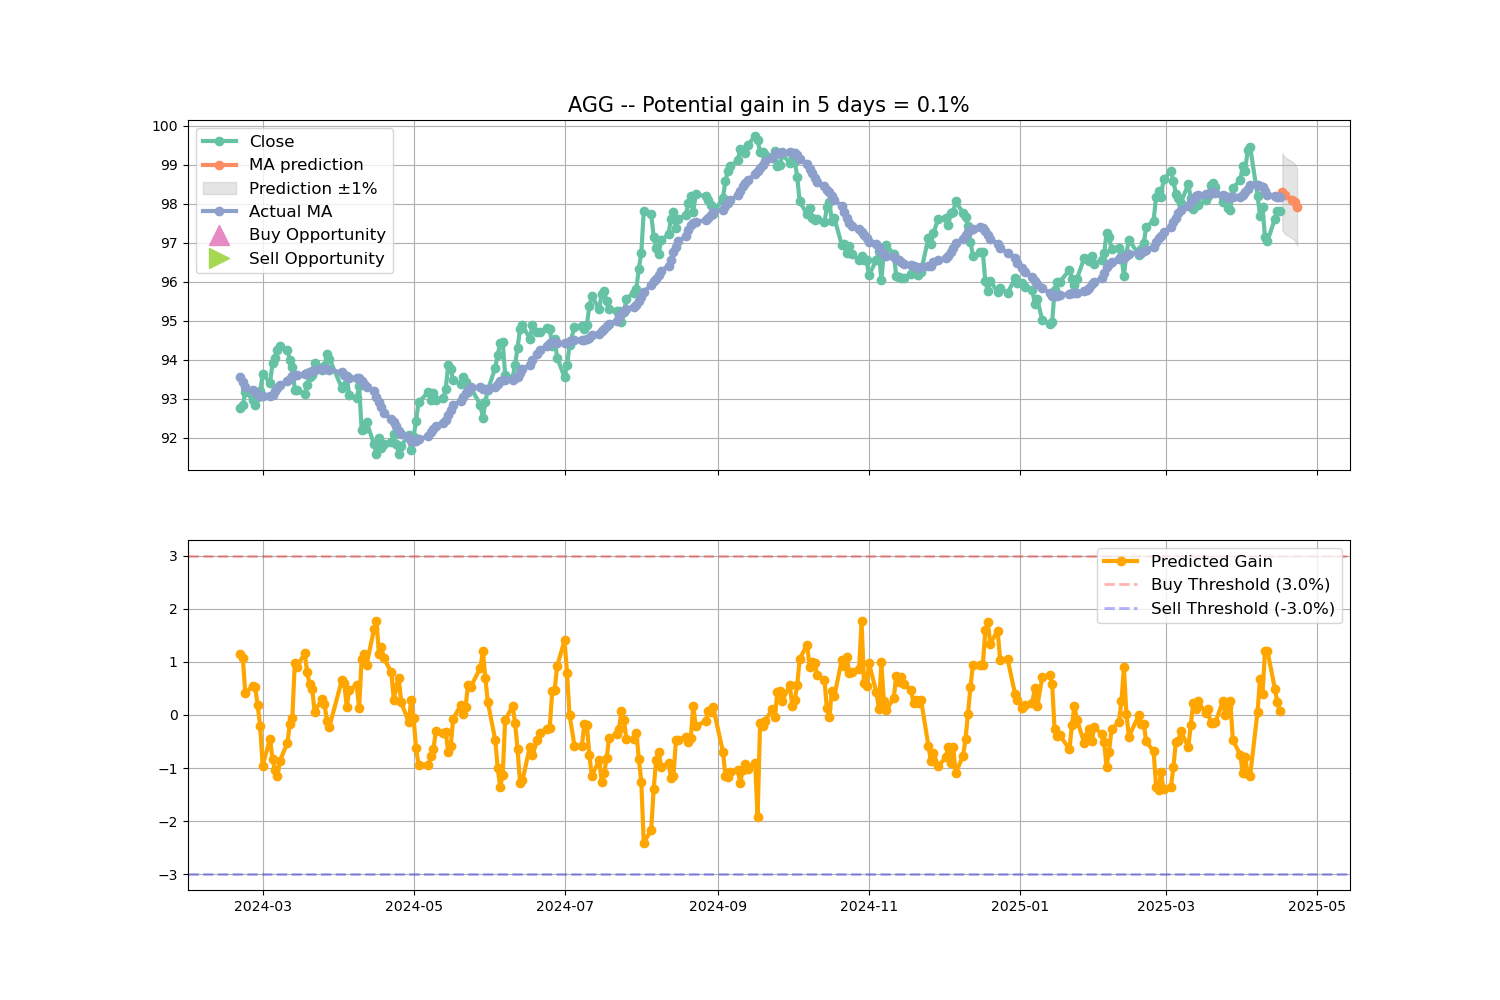 AGG -- Potential gain in 5 days = 0.1%
100
99
98
97
96
95
94
93
92
Close
MA prediction
Prediction ±1%
Actual MA
Buy Opportunity
Sell Opportunity
3
2
1
0
−1
−2
−3
Predicted Gain
Buy Threshold (3.0%)
Sell Threshold (-3.0%)
2024-03
2024-05
2024-07
2024-09
2024-11
2025-01
2025-03
2025-05